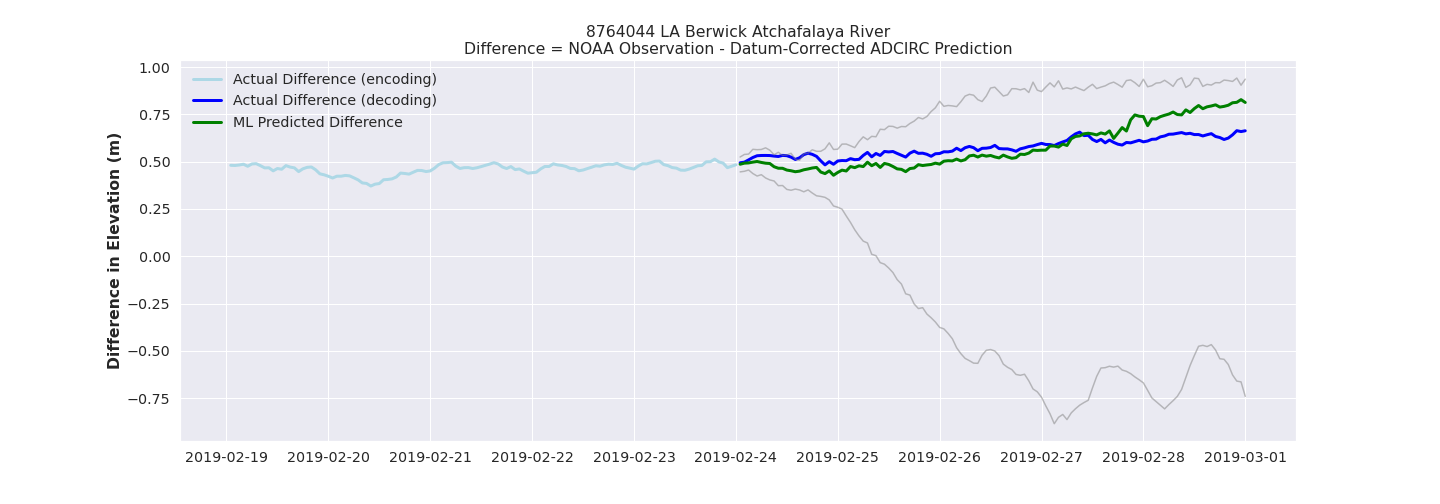 8764044 LA Berwick Atchafalaya River
Difference = NOAA Observation - Datum-Corrected ADCIRC Prediction
Actual Difference (encoding)
Actual Difference (decoding)
ML Predicted Difference
Difference in Elevation (m)
1.00
0.75
0.50
0.25
0.00
−0.25
−0.50
−0.75
2019-02-19 2019-02-20 2019-02-21 2019-02-22 2019-02-23 2019-02-24 2019-02-25 2019-02-26 2019-02-27 2019-02-28 2019-03-01